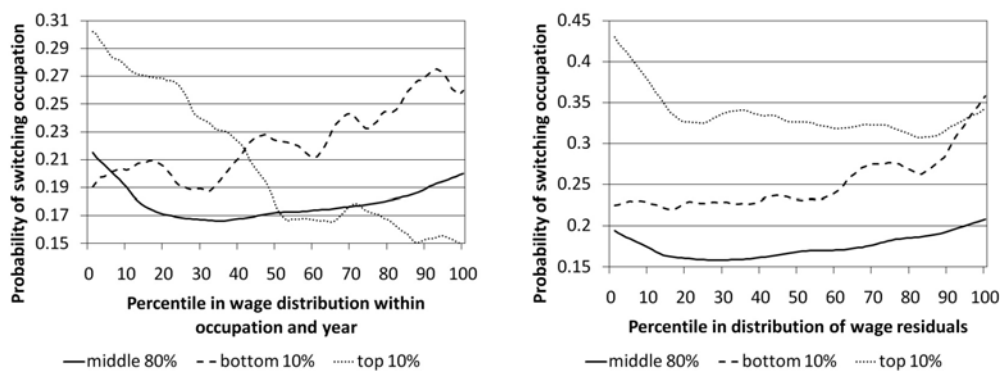 Probability of switching occupation
0.31
0.29
0.27
0.25
0.23
0.21
0.19
0.17
0.15
0 10 20 30 40 50 60 70 80 90 100
Percentile in wage distribution within
occupation and year
middle 80% bottom 10% top 10%
Probability of switching occupation
0.45
0.4
0.35
0.3
0.25
0.2
0.15
0 10 20 30 40 50 60 70 80 90 100
Percentile in distribution of wage residuals
middle 80% bottom 10% top 10%